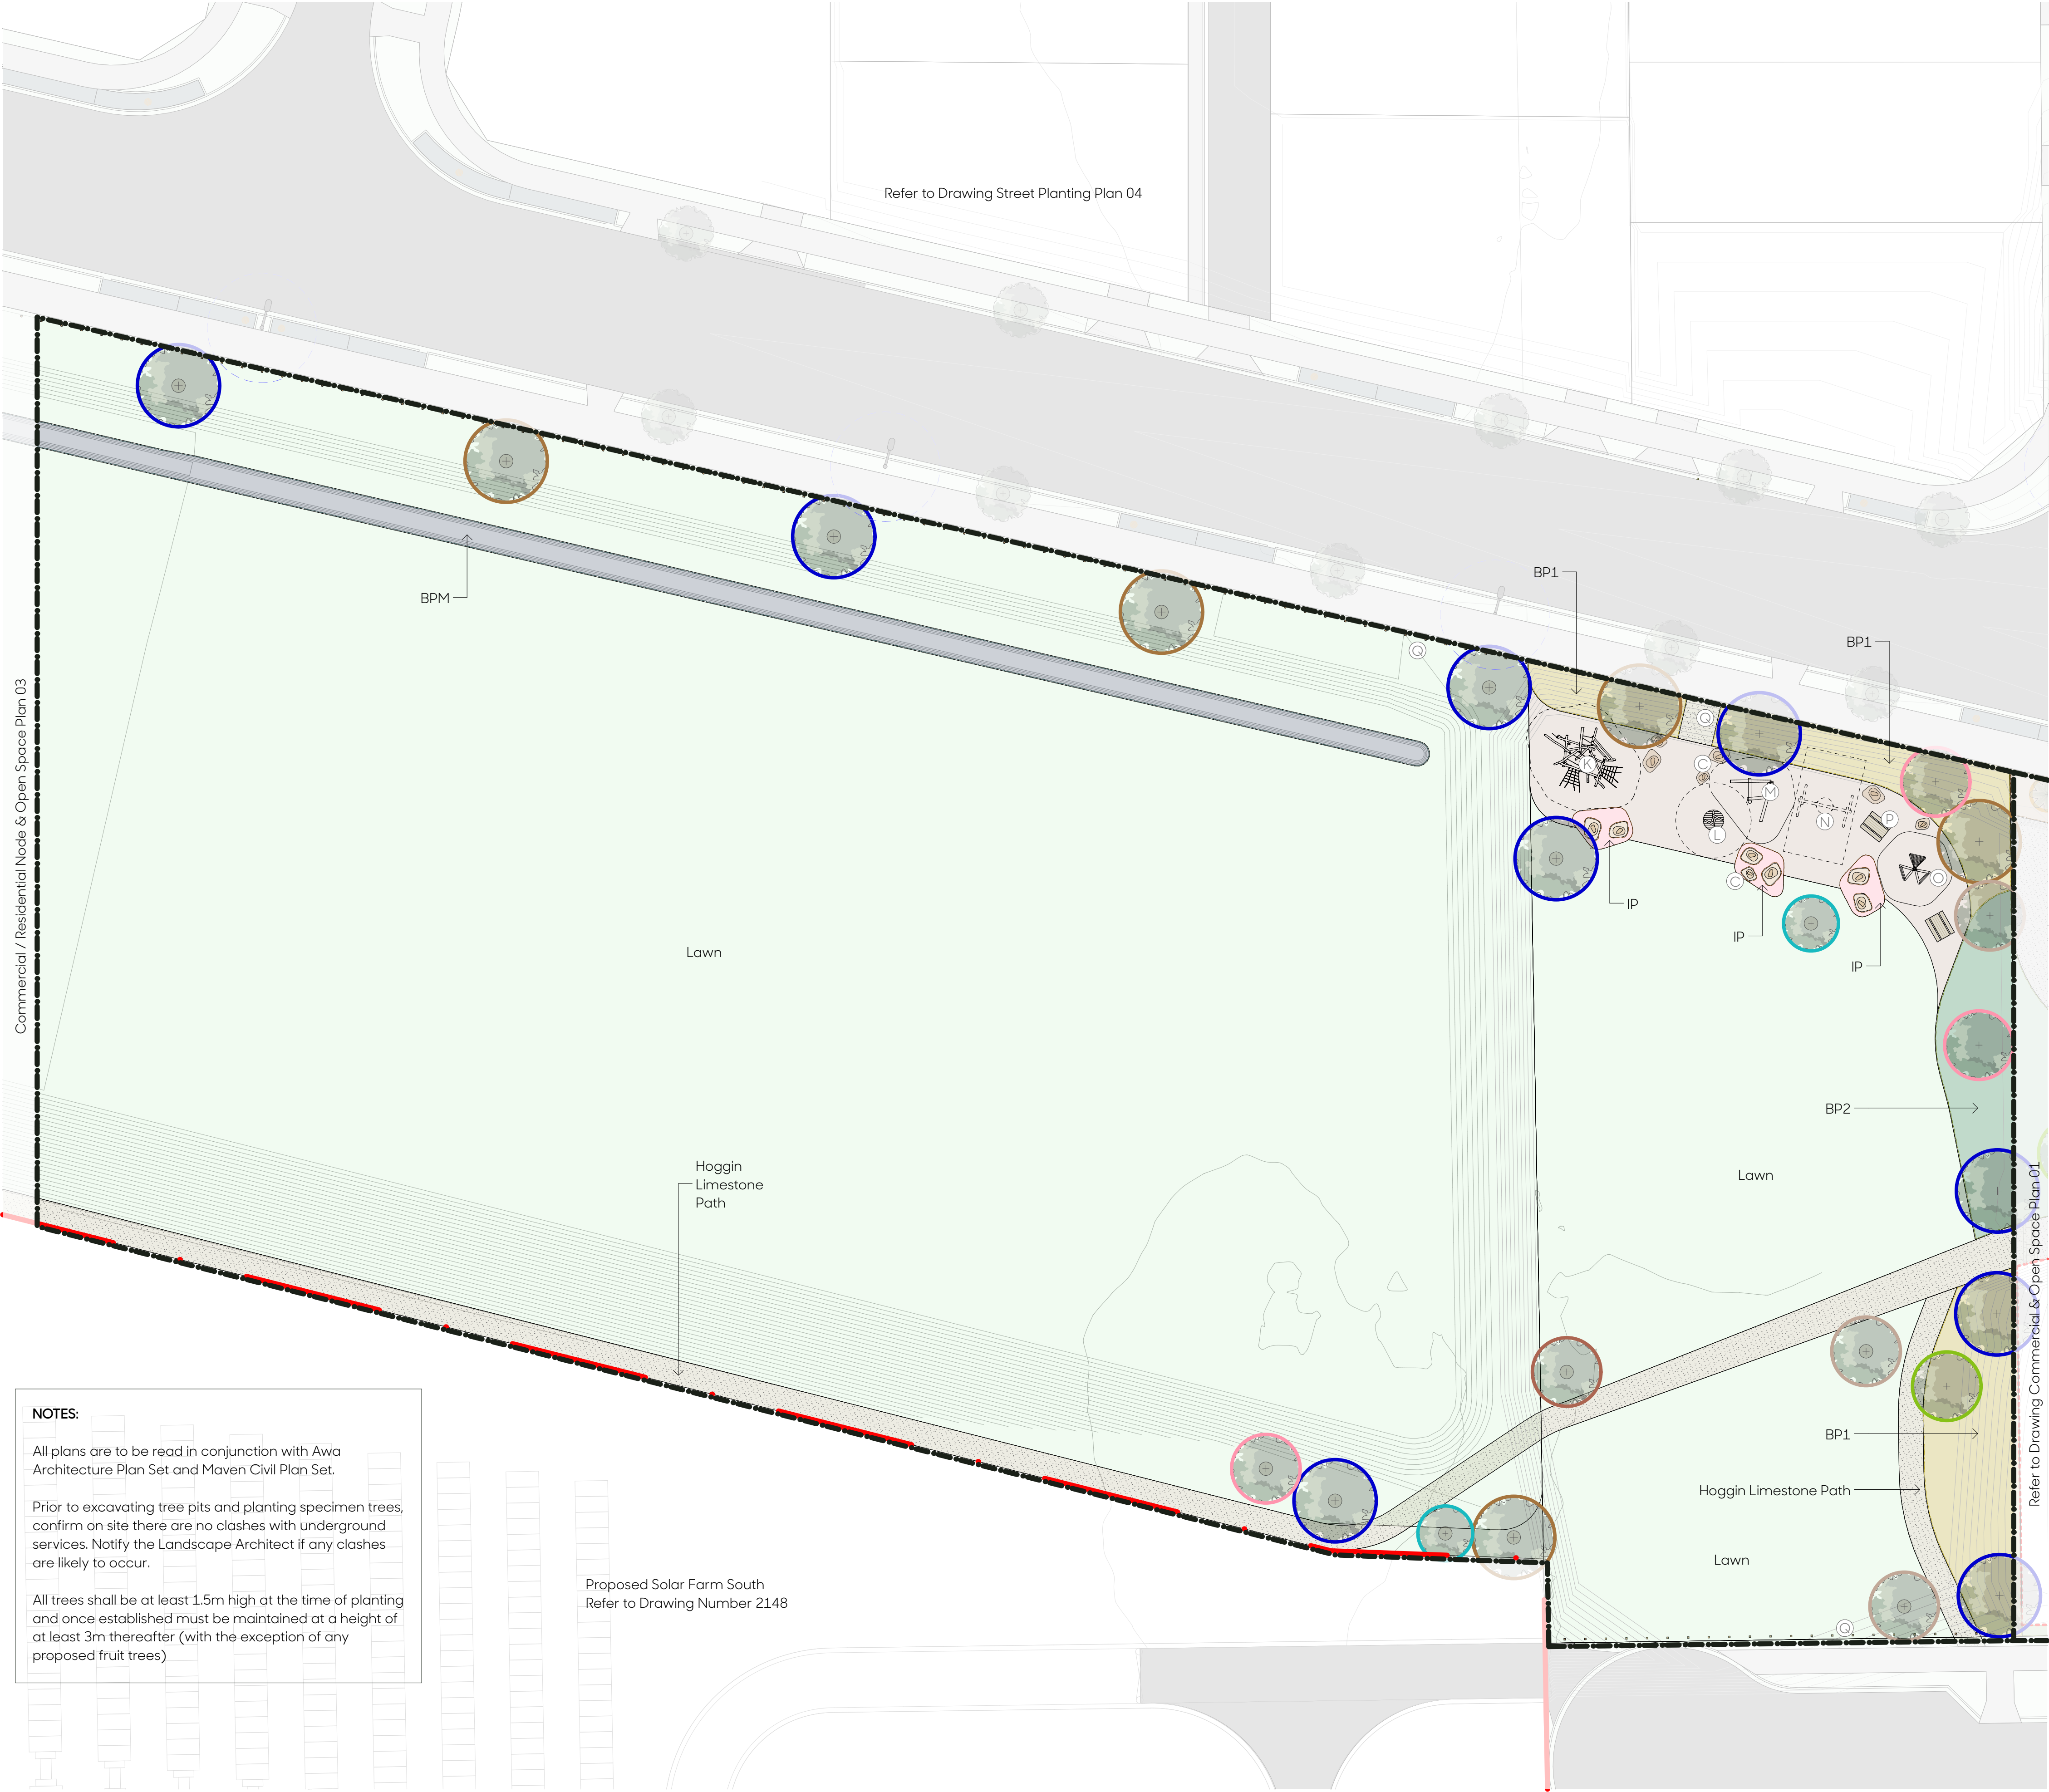 Refer to Drawing Street Planting Plan 04
BP1
BPM
BP1
Q
Q
K
C
M
L
N
P
O
C
IP
IP
IP
Commercial / Residential Node & Open Space Plan 03
Lawn
BP2
Hoggin
Limestone
Path
Lawn
Refer to Drawing Commercial & Open Space Plan 01
BP1
Hoggin Limestone Path
Lawn
Q
NOTES:
All plans are to be read in conjunction with Awa
Architecture Plan Set and Maven Civil Plan Set.
Prior to excavating tree pits and planting specimen trees,
confirm on site there are no clashes with underground
services. Notify the Landscape Architect if any clashes
are likely to occur.
All trees shall be at least 1.5m high at the time of planting
and once established must be maintained at a height of
at least 3m thereafter (with the exception of any
proposed fruit trees)
Proposed Solar Farm South
Refer to Drawing Number 2148